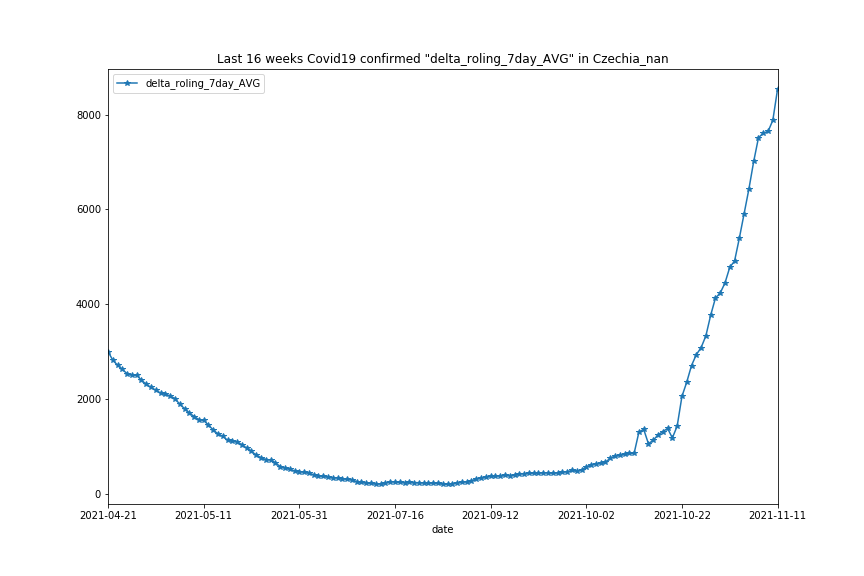 Last 16 weeks Covid19 confirmed "delta_roling_7day_AVG" in Czechia_nan
delta_roling_7day_AVG
8000
6000
4000
2000
0
2021-04-21 2021-05-11 2021-05-31 2021-07-16 2021-09-12 2021-10-02 2021-10-22 2021-11-11
date